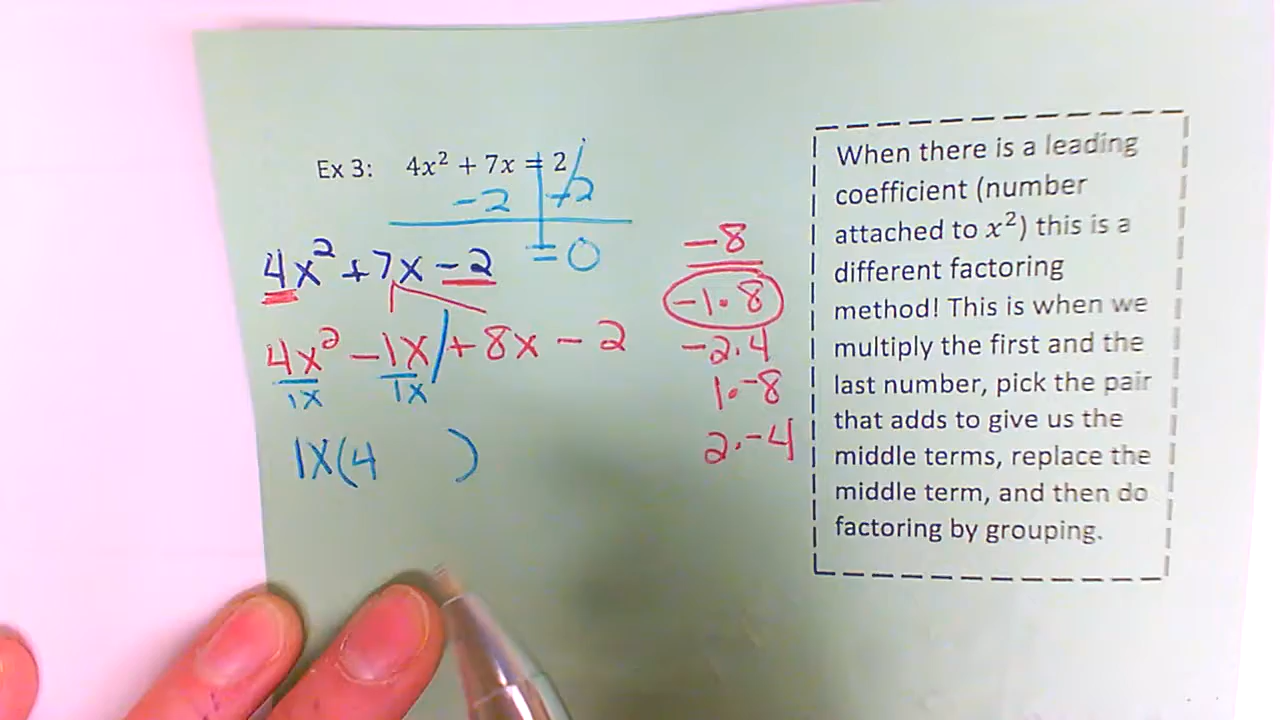 Ex 3: 4x² + 7x = 2
-2 -2
4x² + 7x - 2 = 0
4x² - 1x + 8x - 2
1x 1x
1x(4 )
-8
-1·8
-2·4
1·-8
2·-4
When there is a leading
coefficient (number
attached to x²) this is a
different factoring
method! This is when we
multiply the first and the
last number, pick the pair
that adds to give us the
middle terms, replace the
middle term, and then do
factoring by grouping.